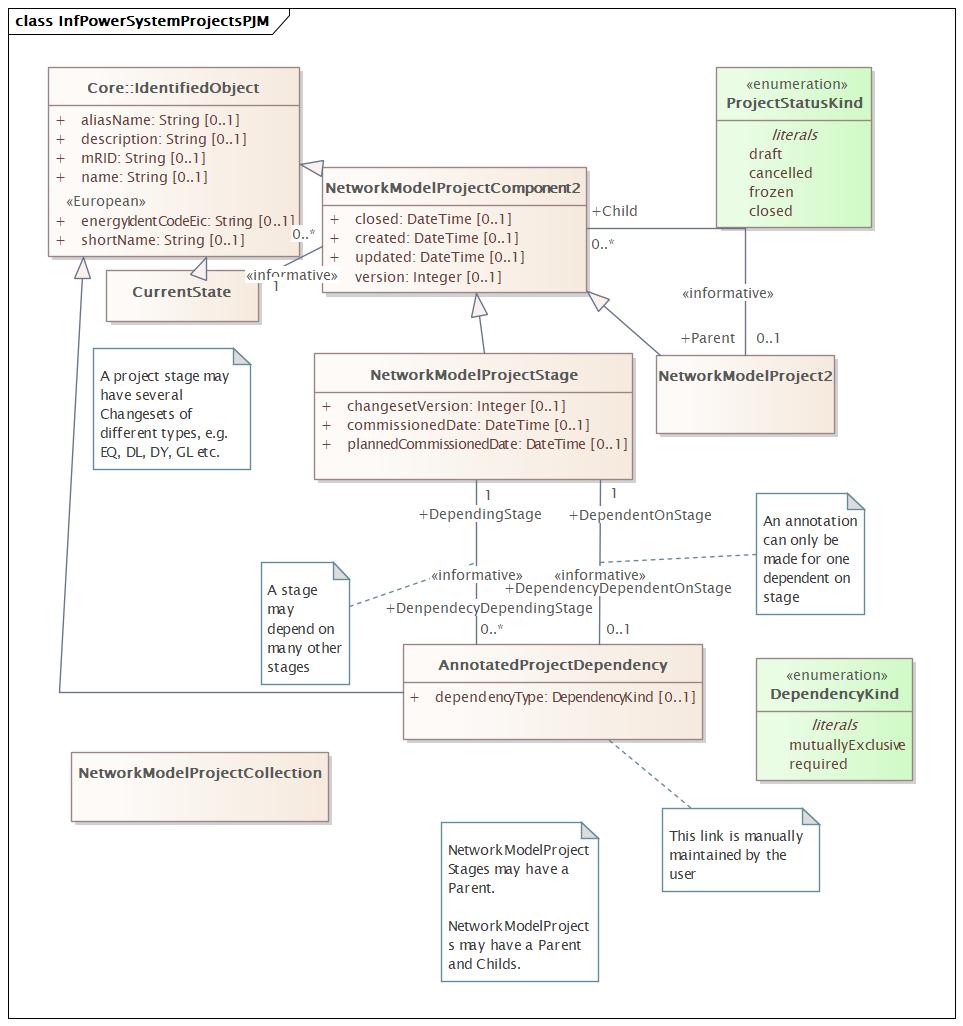 class InfPowerSystemProjectsPJM
Core::IdentifiedObject
+ aliasName: String [0..1]
+ description: String [0..1]
+ mRID: String [0..1]
+ name: String [0..1]
«European»
+ energyIdentCodeEic: String [0..1]
+ shortName: String [0..1]
«enumeration»
ProjectStatusKind
literals
draft
cancelled
frozen
closed
NetworkModelProjectComponent2
+ closed: DateTime [0..1]
+ created: DateTime [0..1]
+ updated: DateTime [0..1]
version: Integer [0..1]
+Child
0..*
0..*
«informative»
1
CurrentState
«informative»
+Parent
0..1
A project stage may
have several
Changesets of
different types, e.g.
EQ, DL, DY, GL etc.
NetworkModelProjectStage
+ changesetVersion: Integer [0..1]
+ commissionedDate: DateTime [0..1]
+ plannedCommissionedDate: DateTime [0..1]
NetworkModelProject2
1
+DependingStage
1
+DependentOnStage
An annotation
can only be
made for one
dependent on
stage
«informative»
«informative»
+DependencyDependentOnStage
+DenpendecyDependingStage
0..*
0..1
A stage
may
depend on
many other
stages
AnnotatedProjectDependency
+ dependencyType: DependencyKind [0..1]
«enumeration»
DependencyKind
literals
mutuallyExclusive
required
NetworkModelProjectCollection
NetworkModelProject
Stages may have a
Parent.
NetworkModelProject
s may have a Parent
and Childs.
This link is manually
maintained by the
user